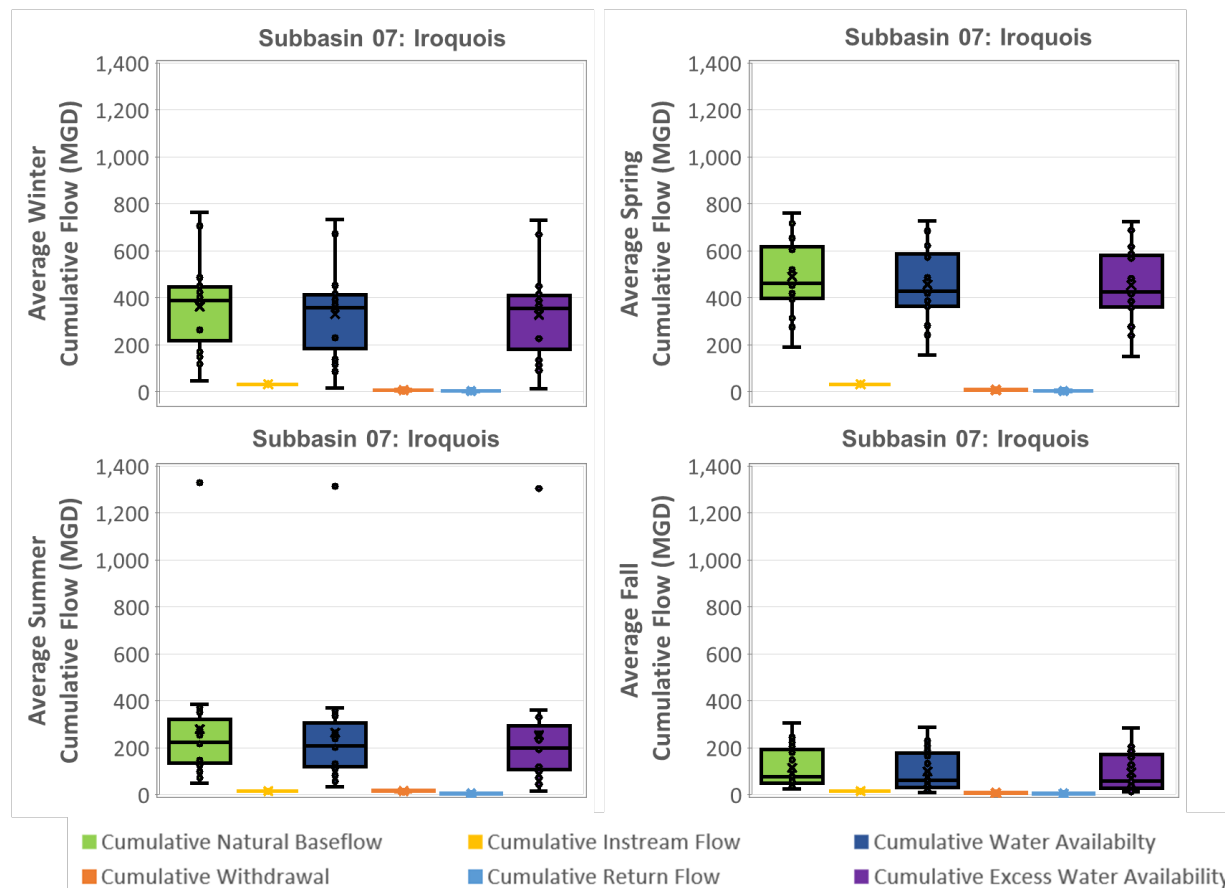 Subbasin 07: Iroquois
Average Winter
Cumulative Flow (MGD)
1,400
1,200
1,000
800
600
400
200
0
Subbasin 07: Iroquois
Average Spring
Cumulative Flow (MGD)
1,400
1,200
1,000
800
600
400
200
0
Subbasin 07: Iroquois
Average Summer
Cumulative Flow (MGD)
1,400
1,200
1,000
800
600
400
200
0
Subbasin 07: Iroquois
Average Fall
Cumulative Flow (MGD)
1,400
1,200
1,000
800
600
400
200
0
Cumulative Natural Baseflow
Cumulative Instream Flow
Cumulative Water Availabilty
Cumulative Withdrawal
Cumulative Return Flow
Cumulative Excess Water Availability